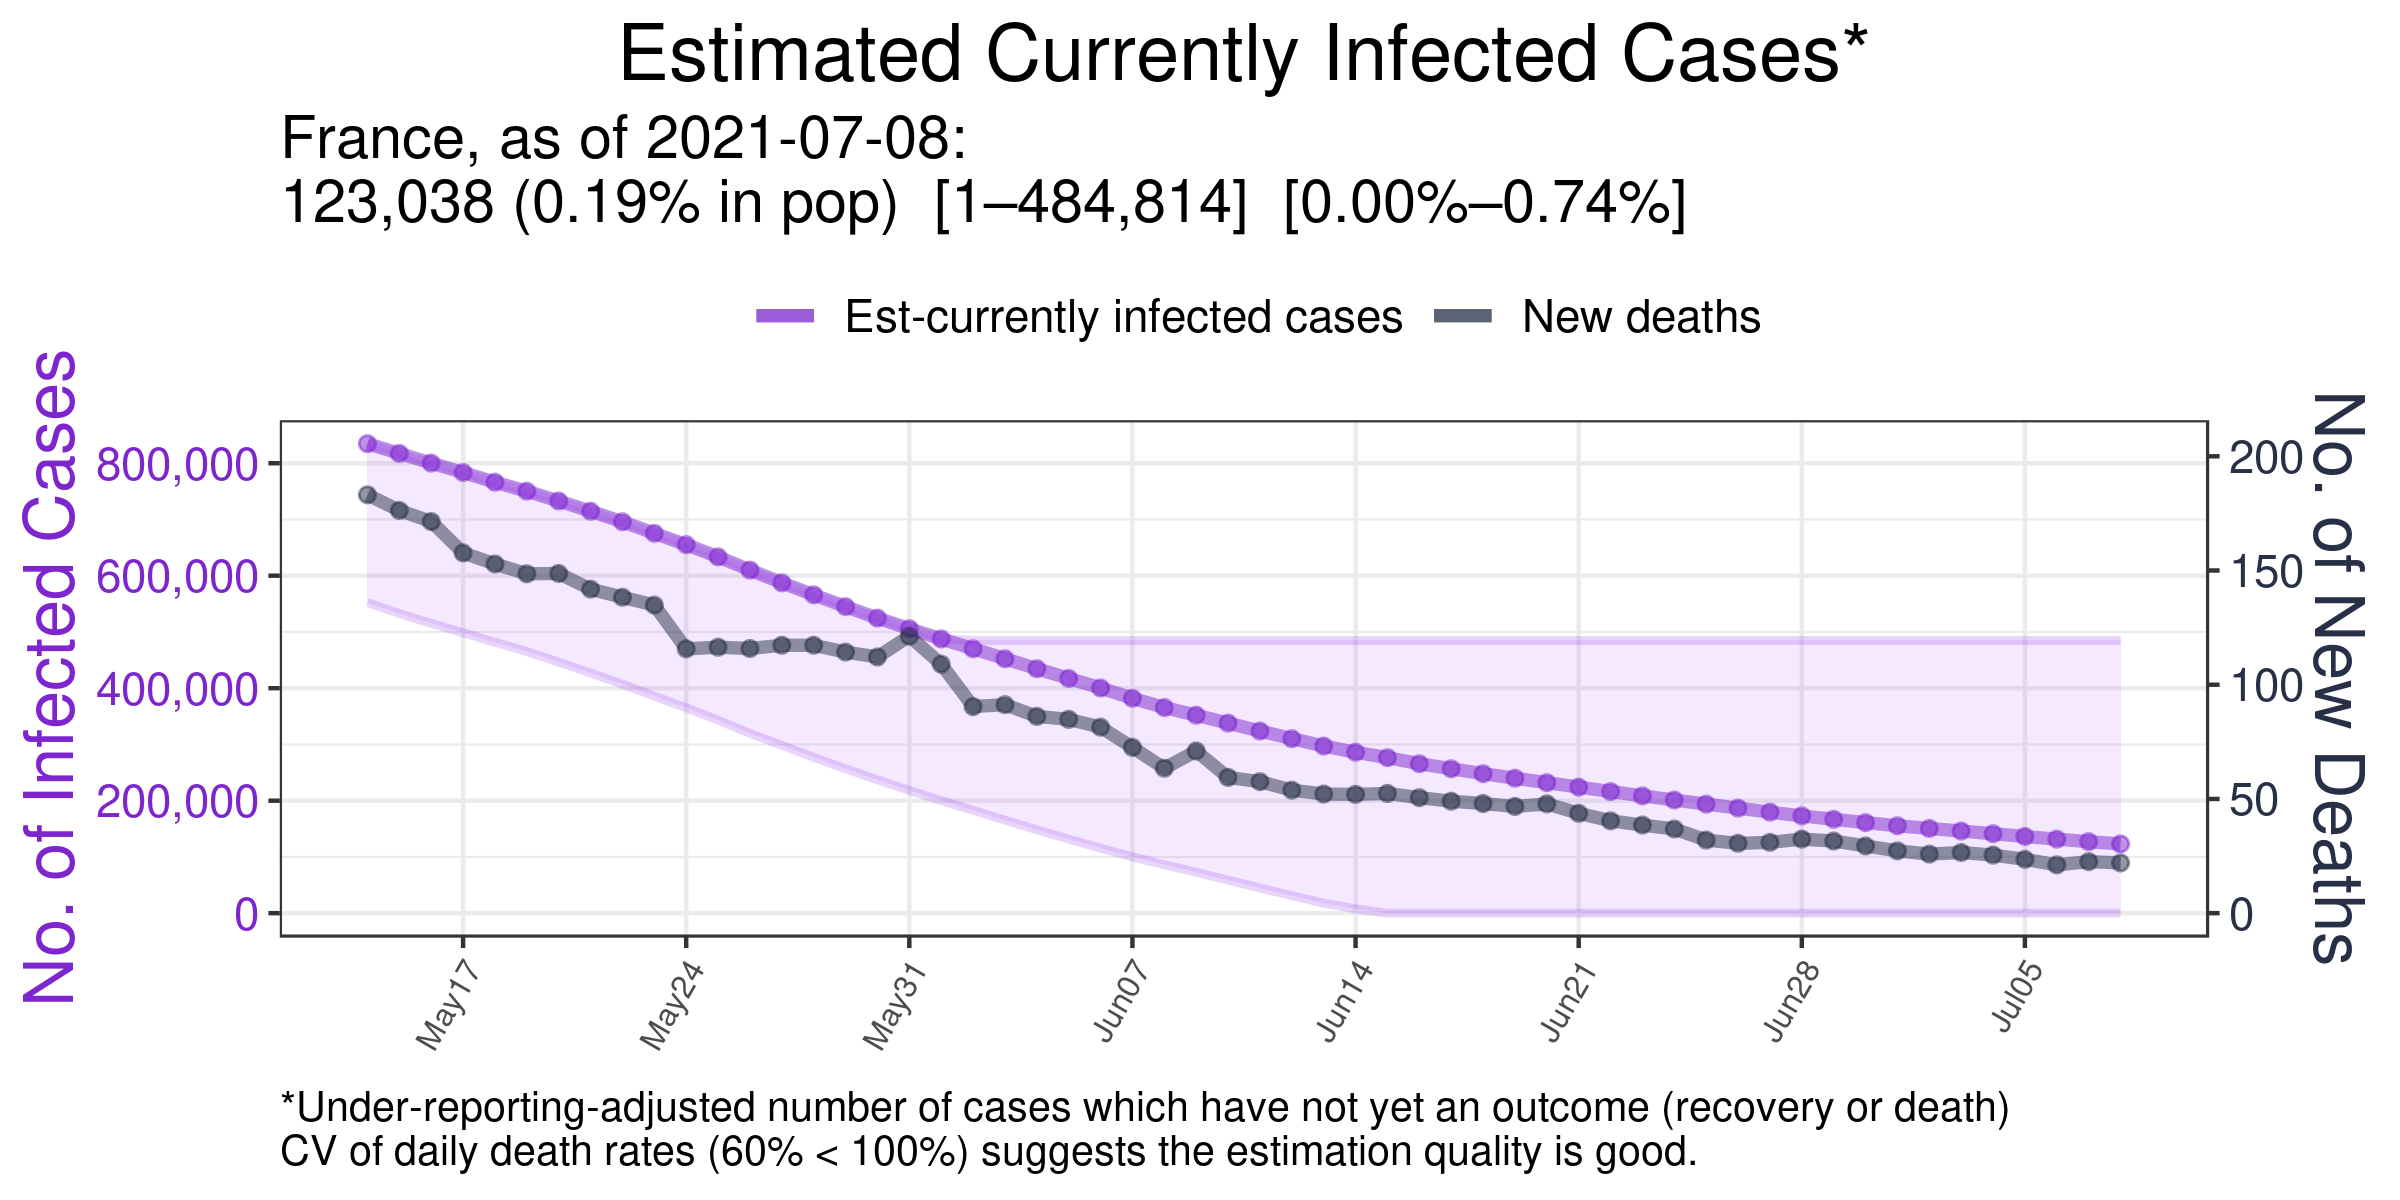 Estimated Currently Infected Cases*
France, as of 2021-07-08:
123,038 (0.19% in pop)  [1–484,814]  [0.00%–0.74%]
Est-currently infected cases
New deaths
No. of Infected Cases
800,000
600,000
400,000
200,000
0
200
150
100
50
0
No. of New Deaths
May17
May24
May31
Jun07
Jun14
Jun21
Jun28
Jul05
*Under-reporting-adjusted number of cases which have not yet an outcome (recovery or death)
CV of daily death rates (60% < 100%) suggests the estimation quality is good.